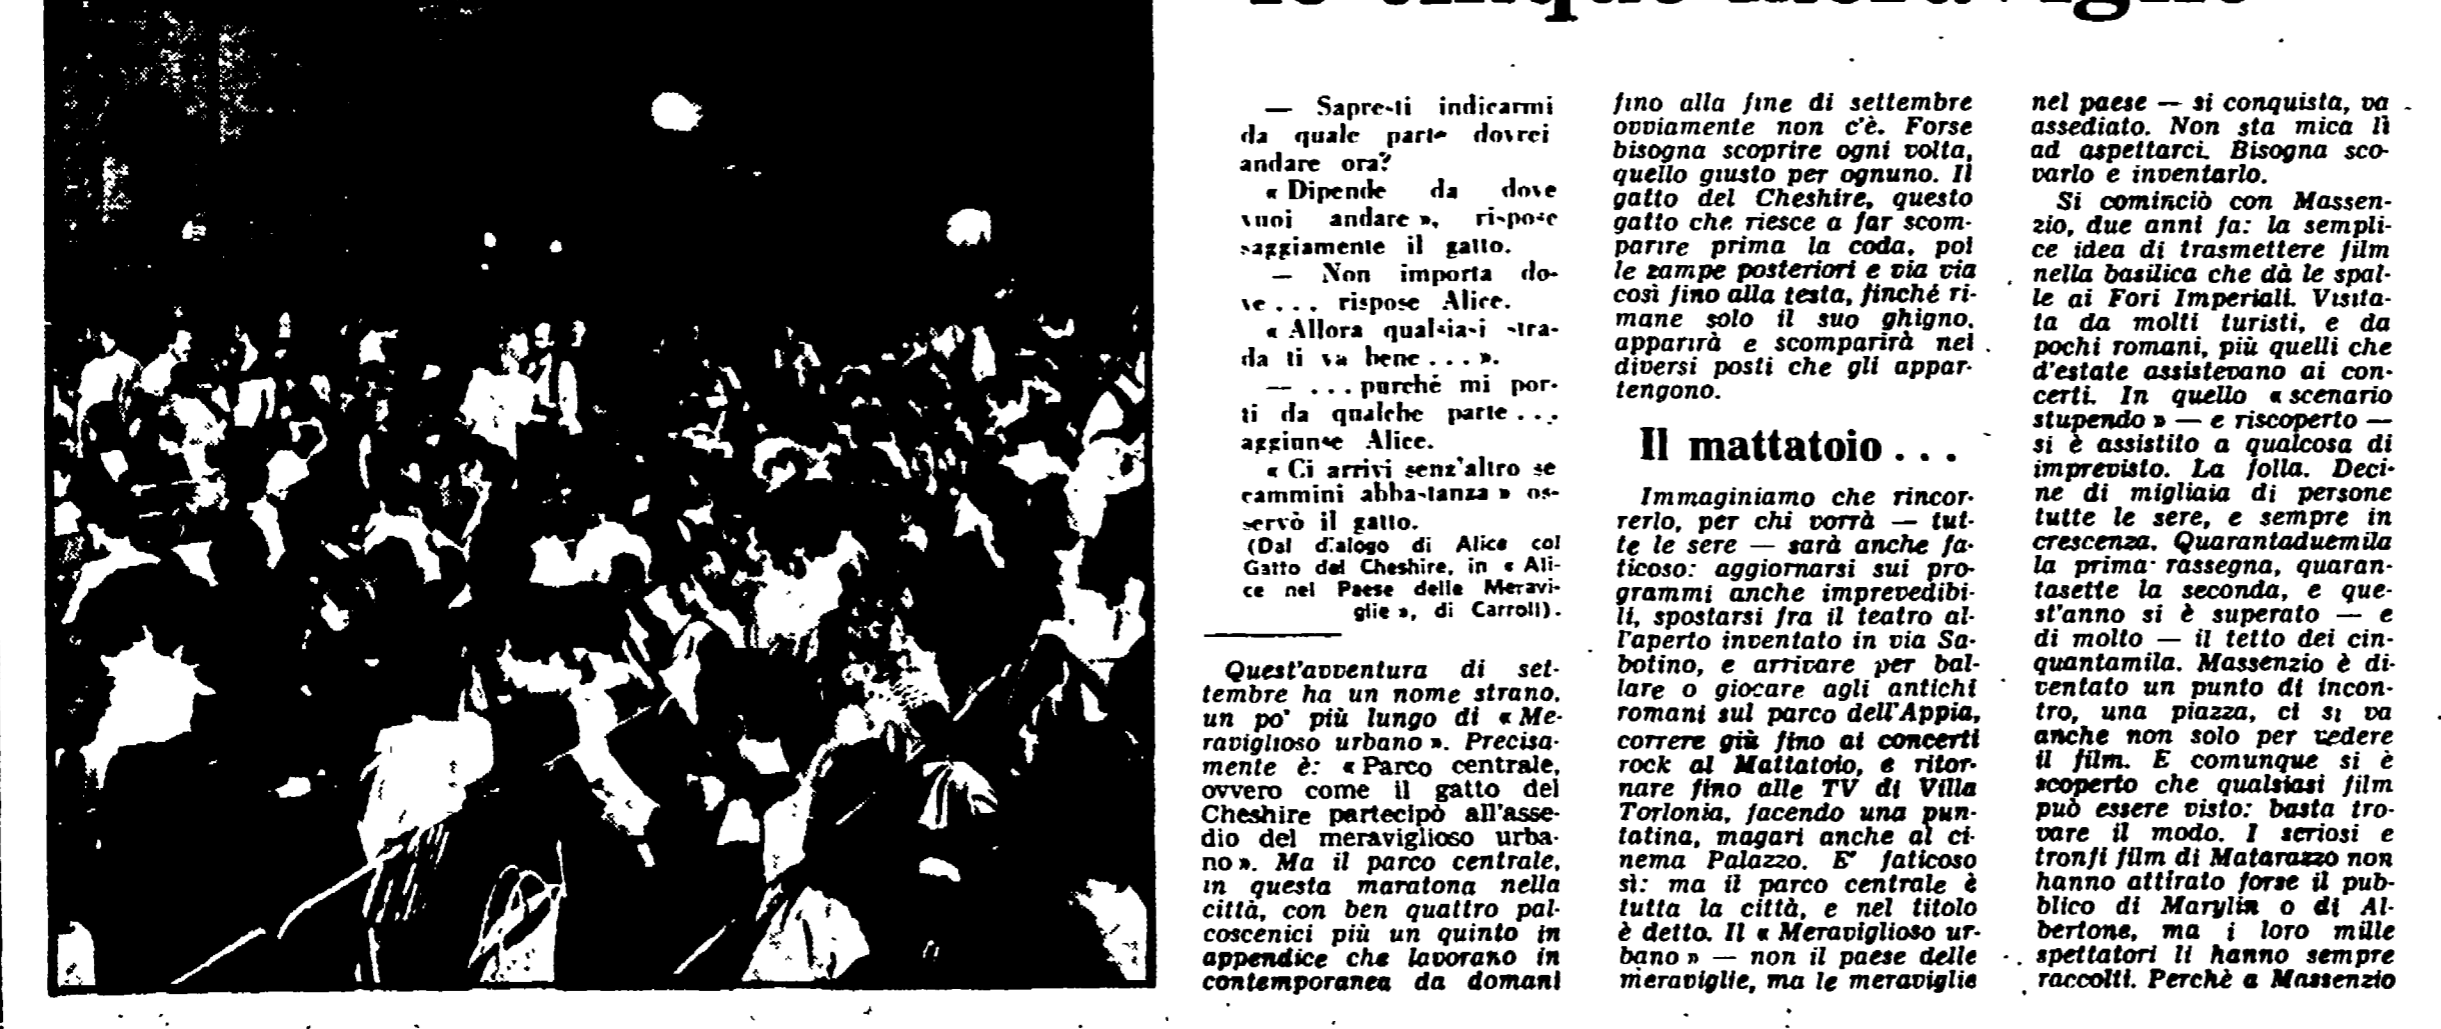 — Sapresti indicarmi
da quale parte dovrei
andare ora?
« Dipende da dove
vuoi andare », rispose
saggiamente il gatto.
— Non importa do-
ve... rispose Alice.
« Allora qualsiasi stra-
da ti va bene... ».
— ...purché mi por-
ti da qualche parte...
aggiunse Alice.
« Ci arrivi senz'altro se
cammini abbastanza » os-
servò il gatto.
(Dal dialogo di Alice col
Gatto del Cheshire, in « Ali-
ce nel Paese delle Meravi-
glie », di Carroll).
Quest'avventura di set-
tembre ha un nome strano,
un po' più lungo di « Me-
raviglioso urbano ». Precisa-
mente è: « Parco centrale,
ovvero come il gatto del
Cheshire partecipò all'asse-
dio del meraviglioso urba-
no ». Ma il parco centrale,
in questa maratona nella
città, con ben quattro pal-
coscenici più un quinto in
appendice che lavorano in
contemporanea da domani
fino alla fine di settembre
ovviamente non c'è. Forse
bisogna scoprire ogni volta,
quello giusto per ognuno. Il
gatto del Cheshire, questo
gatto che riesce a far scom-
parire prima la coda, poi
le zampe posteriori e via via
così fino alla testa, finché ri-
mane solo il suo ghigno,
apparirà e scomparirà nei
diversi posti che gli appar-
tengono.
Il mattatoio...
Immaginiamo che rincor-
rerlo, per chi vorrà — tut-
te le sere — sarà anche fa-
ticoso: aggiornarsi sui pro-
grammi anche imprevedibi-
li, spostarsi fra il teatro al-
l'aperto inventato in via Sa-
botino, e arrivare per bal-
lare o giocare agli antichi
romani sul parco dell'Appia,
correre giù fino ai concerti
rock al Mattatoio, e ritor-
nare fino alle TV di Villa
Torlonia, facendo una pun-
tatina, magari anche al ci-
nema Palazzo. E' faticoso
sì: ma il parco centrale è
tutta la città, e nel titolo
è detto. Il « Meraviglioso ur-
bano » — non il paese delle
meraviglie, ma le meraviglie
nel paese — si conquista, va
assediato. Non sta mica lì
ad aspettarci. Bisogna sco-
varlo e inventarlo.
Si cominciò con Massen-
zio, due anni fa: la sempli-
ce idea di trasmettere film
nella basilica che dà le spal-
le ai Fori Imperiali. Visita-
ta da molti turisti, e da
pochi romani, più quelli che
d'estate assistevano ai con-
certi. In quello « scenario
stupendo » — e riscoperto —
si è assistito a qualcosa di
imprevisto. La folla. Deci-
ne di migliaia di persone
tutte le sere, e sempre in
crescenza. Quarantaduemila
la prima rassegna, quaran-
tasette la seconda, e que-
st'anno si è superato — e
di molto — il tetto dei cin-
quantamila. Massenzio è di-
ventato un punto di incon-
tro, una piazza, ci si va
anche non solo per vedere
il film. E comunque si è
scoperto che qualsiasi film
può essere visto: basta tro-
vare il modo. I seriosi e
tronfi film di Matarazzo non
hanno attirato forse il pub-
blico di Marylin o di Al-
bertone, ma i loro mille
spettatori li hanno sempre
raccolti. Perchè a Massenzio